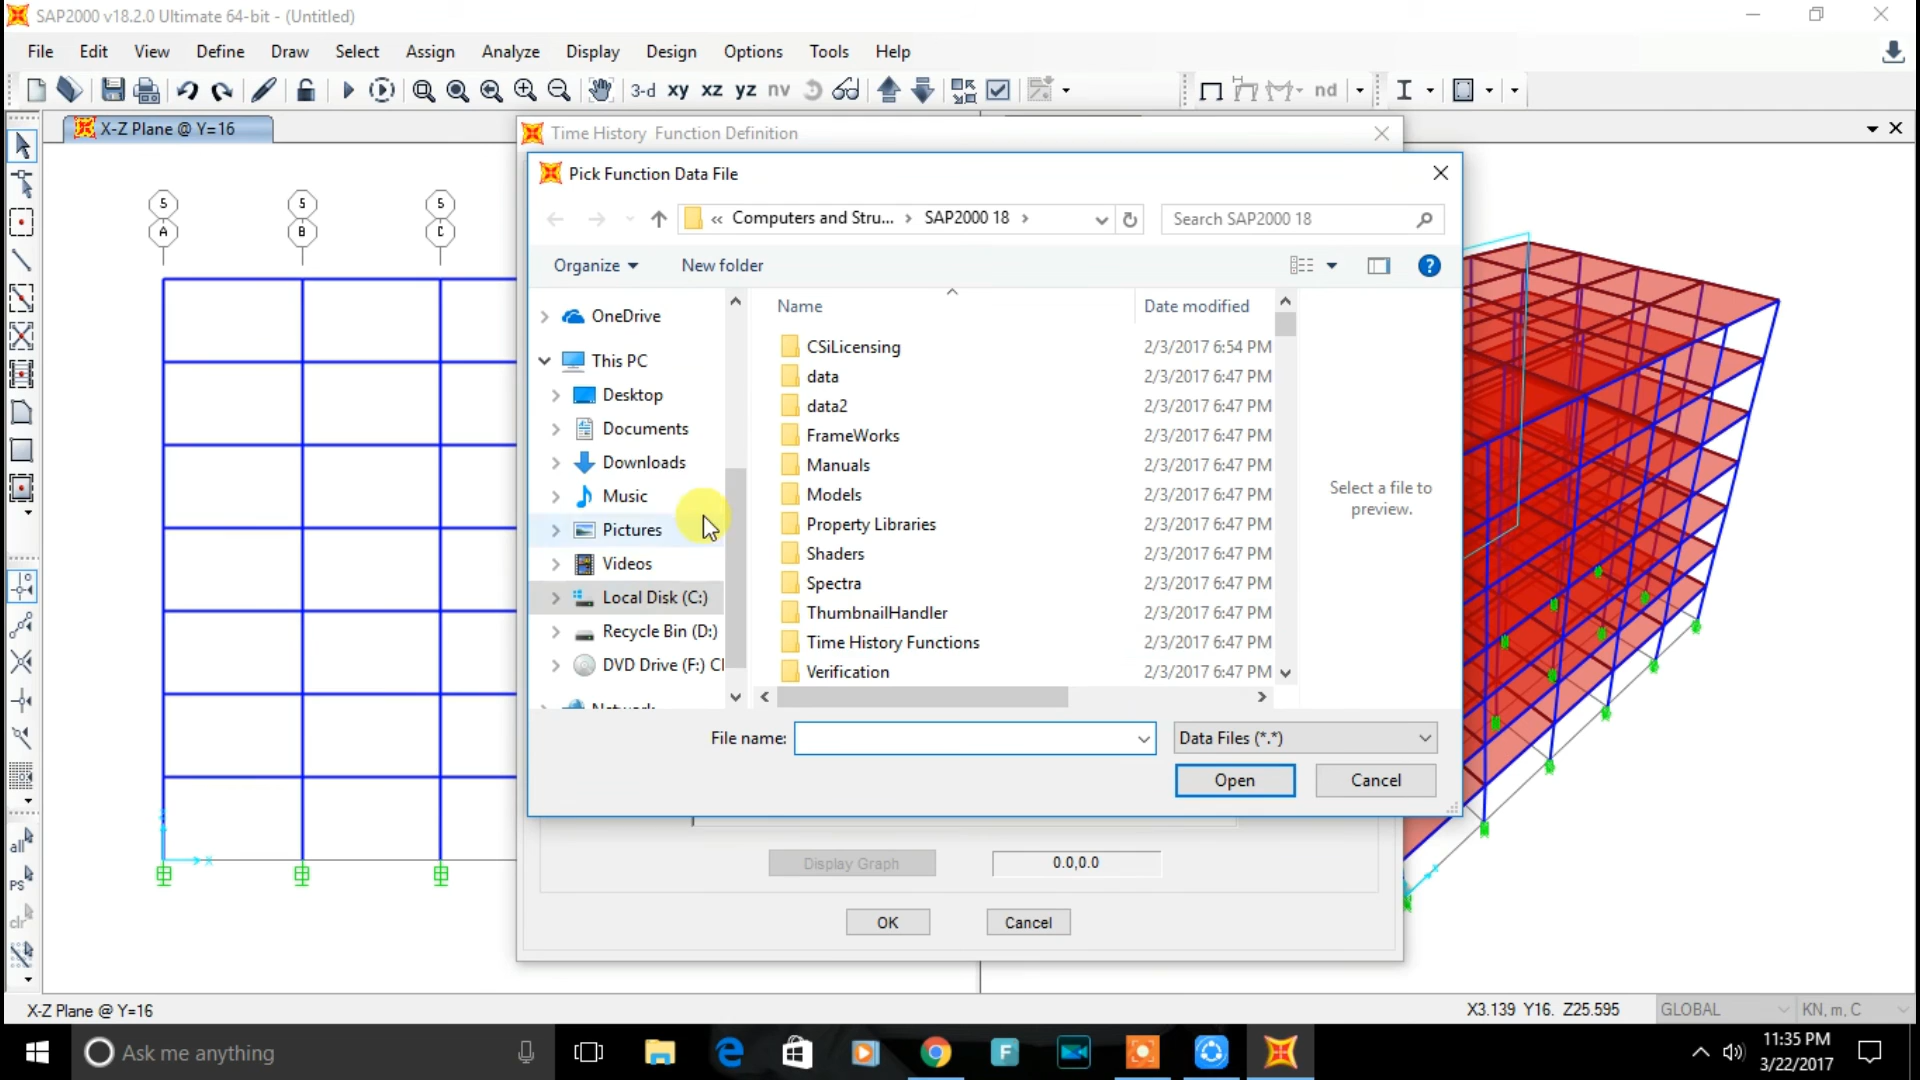 SAP2000 v18.2.0 Ultimate 64-bit - (Untitled)
File Edit View Define Draw Select Assign Analyze Display Design Options Tools Help
3-d xy xz yz nv nd
X-Z Plane @ Y=16
Time History Function Definition
Pick Function Data File
« Computers and Stru... › SAP2000 18 ›
Search SAP2000 18
Organize
New folder
OneDrive
This PC
Desktop
Documents
Downloads
Music
Pictures
Videos
Local Disk (C:)
Recycle Bin (D:)
DVD Drive (F:) CI
Network
Name Date modified
CSiLicensing 2/3/2017 6:54 PM
data 2/3/2017 6:47 PM
data2 2/3/2017 6:47 PM
FrameWorks 2/3/2017 6:47 PM
Manuals 2/3/2017 6:47 PM
Models 2/3/2017 6:47 PM
Property Libraries 2/3/2017 6:47 PM
Shaders 2/3/2017 6:47 PM
Spectra 2/3/2017 6:47 PM
ThumbnailHandler 2/3/2017 6:47 PM
Time History Functions 2/3/2017 6:47 PM
Verification 2/3/2017 6:47 PM
Select a file to
preview.
File name:
Data Files (*.*)
Open
Cancel
Display Graph
0.0,0.0
OK
Cancel
5 5 5
A B C
all
PS
clr
X-Z Plane @ Y=16
X3.139 Y16. Z25.595
GLOBAL
KN, m, C
Ask me anything
F
11:35 PM
3/22/2017